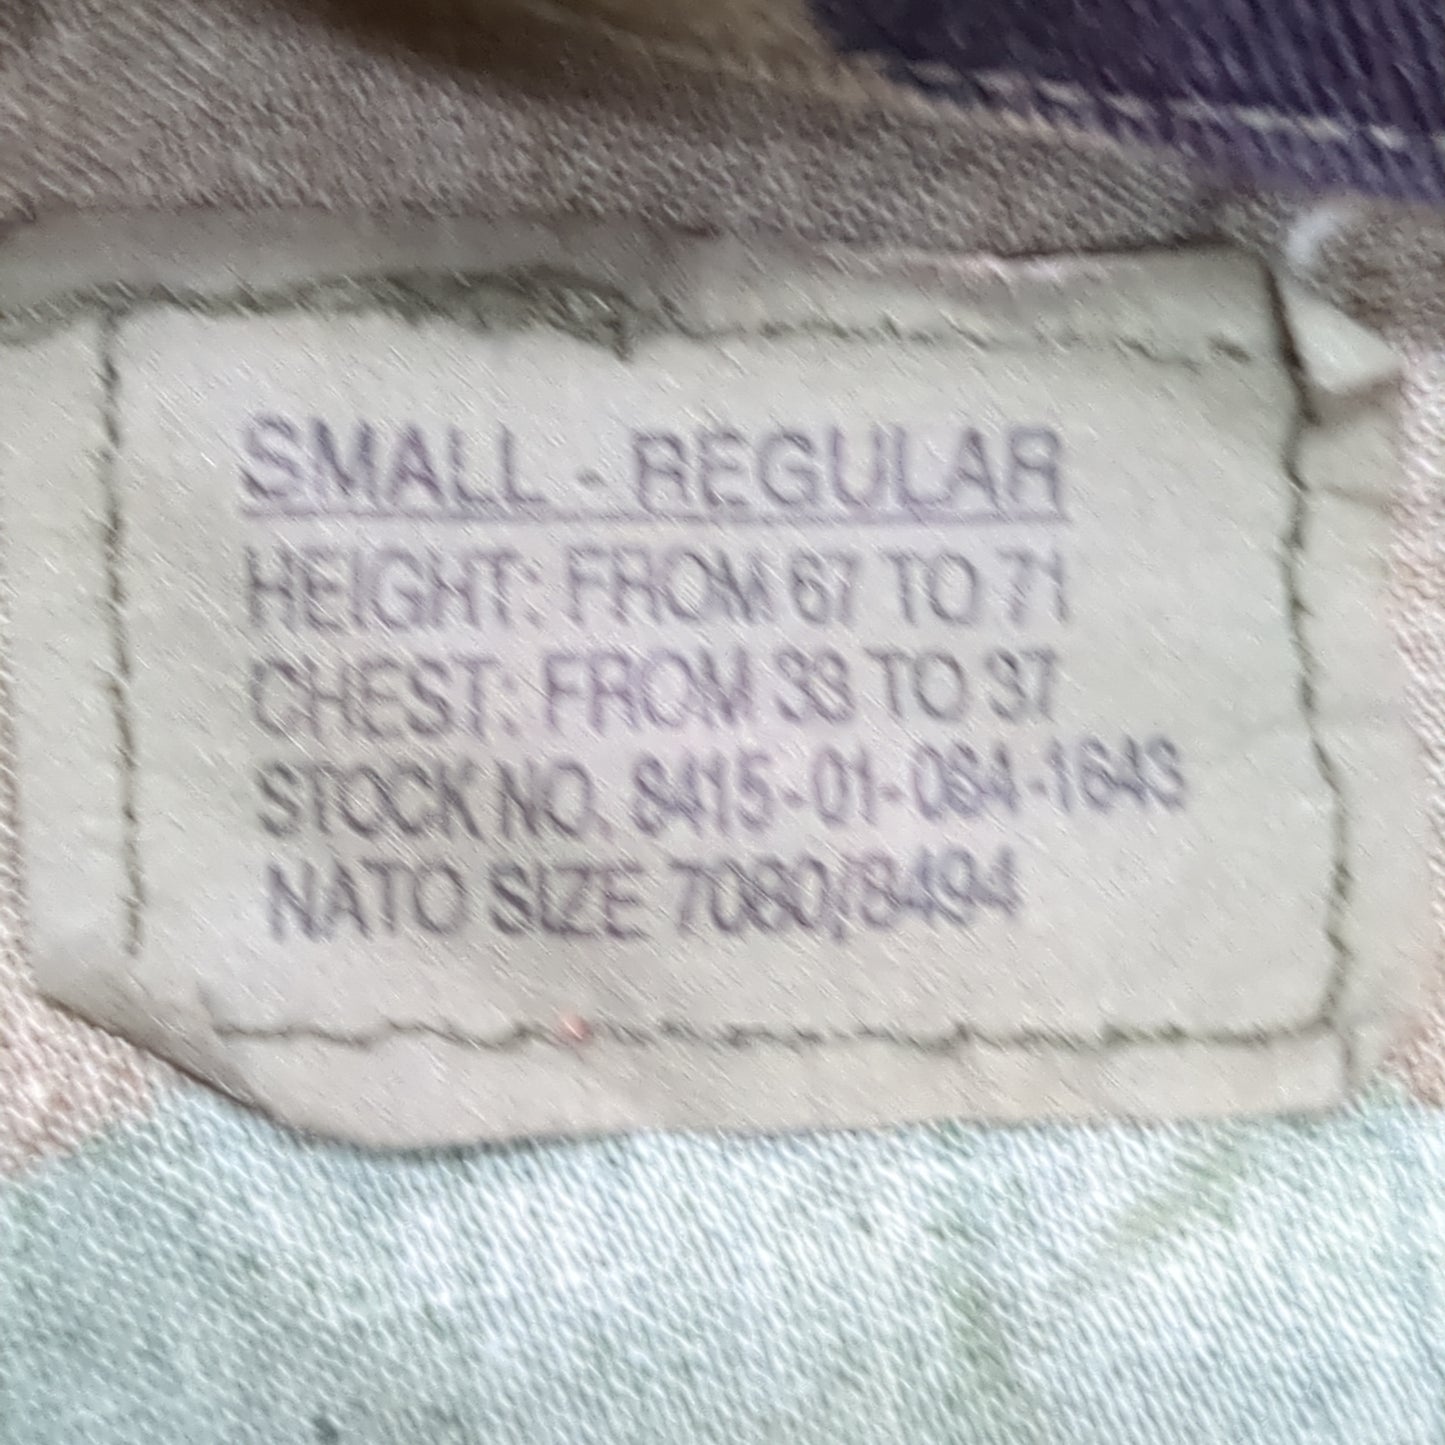 SMALL - REGULAR
HEIGHT: FROM 67 TO 71
CHEST: FROM 33 TO 37
STOCK NO. 8415-01-084-1648
NATO SIZE 7080/8494